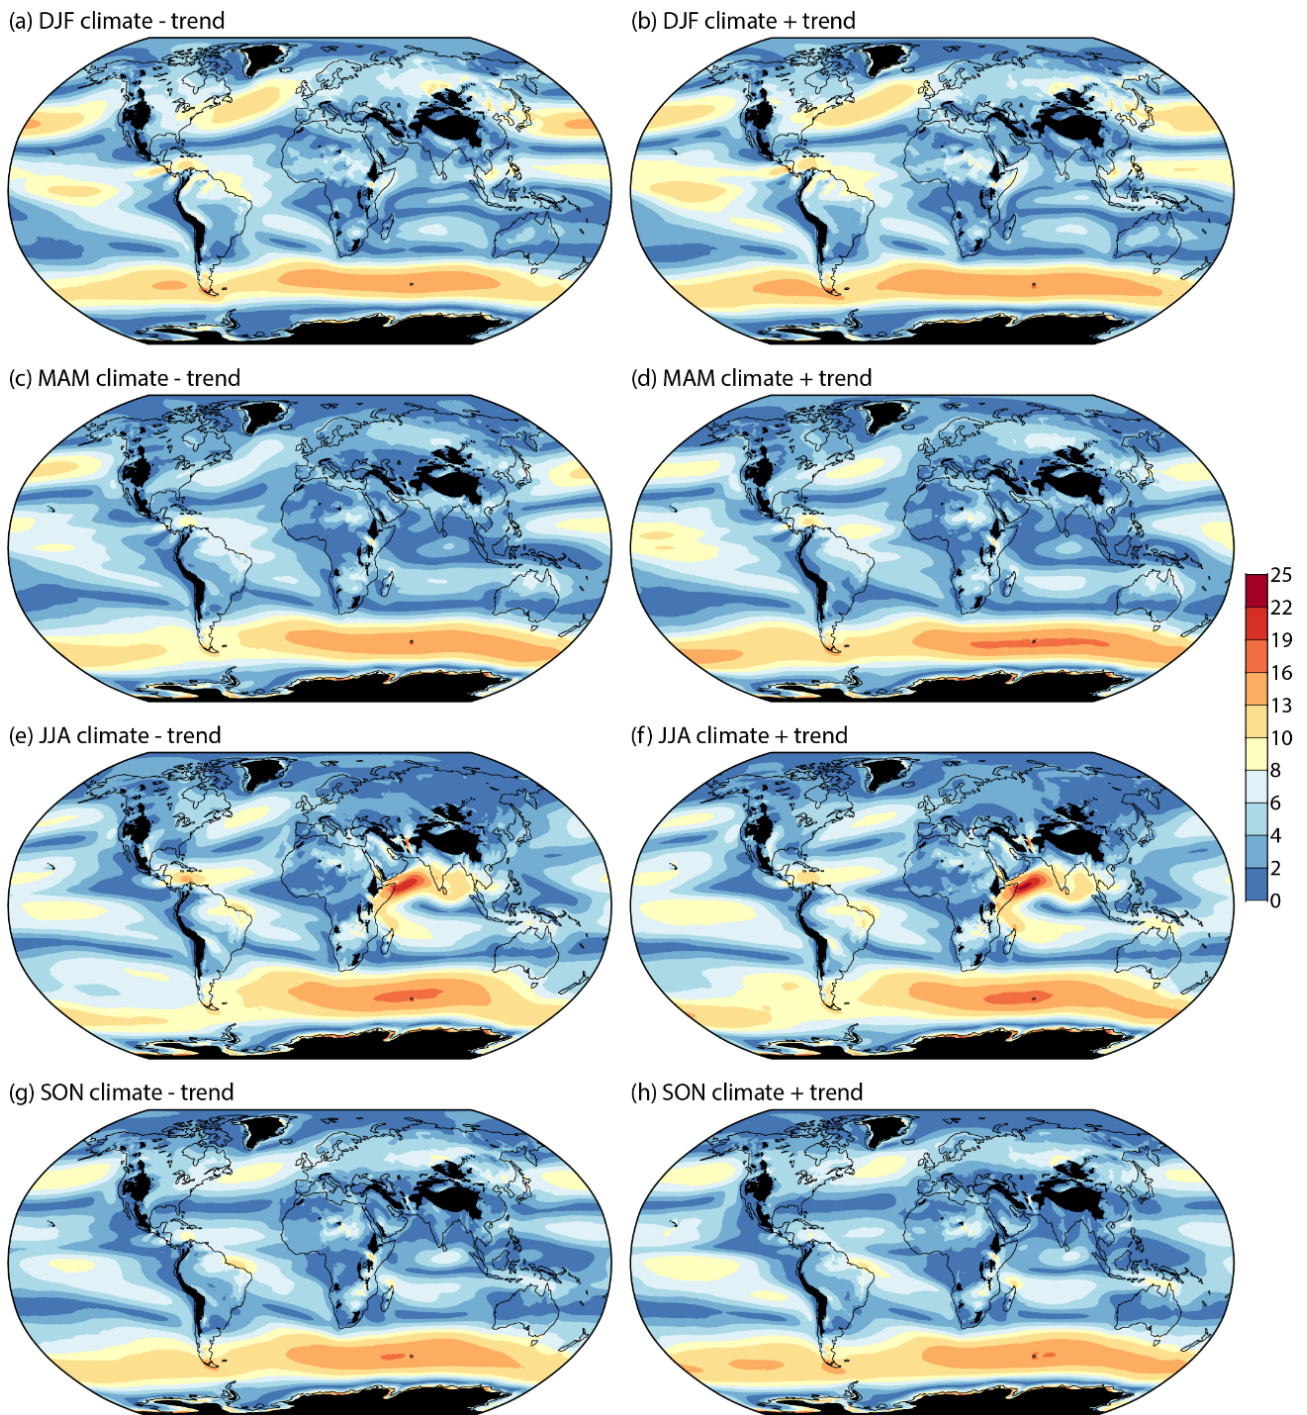 (a) DJF climate - trend
(b) DJF climate + trend
(c) MAM climate - trend
(d) MAM climate + trend
(e) JJA climate - trend
(f) JJA climate + trend
(g) SON climate - trend
(h) SON climate + trend
25
22
19
16
13
10
8
6
4
2
0